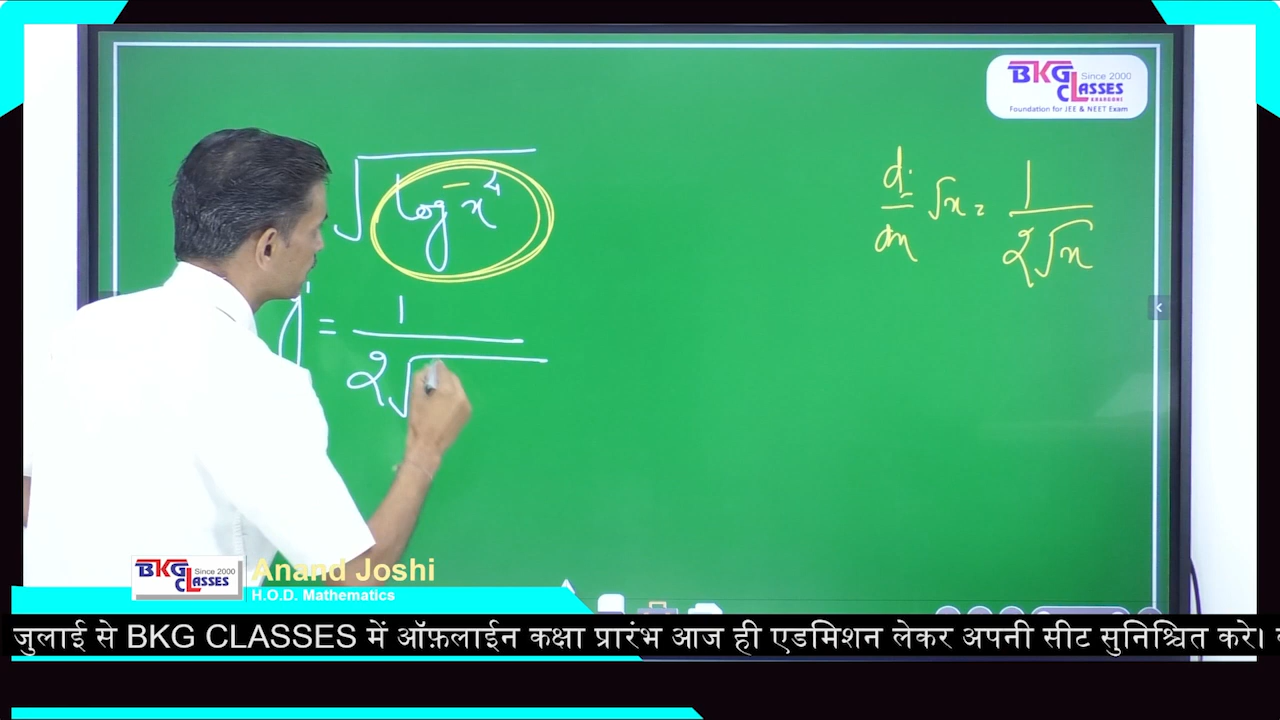 BKG Since 2000
CLASSES
KHARGONE
Foundation for JEE & NEET Exam
√log x⁴
d/dx √x = 1/2√x
y' = 1/2√
BKG Since 2000
CLASSES
Anand Joshi
H.O.D. Mathematics
जुलाई से BKG CLASSES में ऑफ़लाईन कक्षा प्रारंभ आज ही एडमिशन लेकर अपनी सीट सुनिश्चित करे।